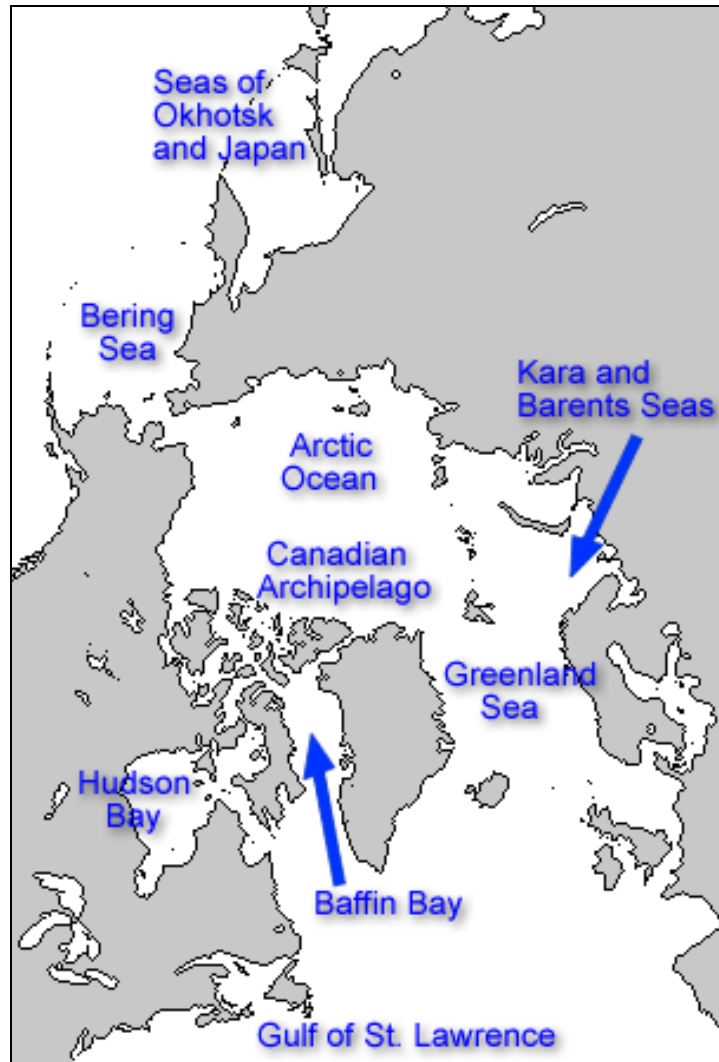 Seas of
Okhotsk
and Japan
Bering
Sea
Kara and
Barents Seas
Arctic
Ocean
Canadian
Archipelago
Greenland
Sea
Hudson
Bay
Baffin Bay
Gulf of St. Lawrence